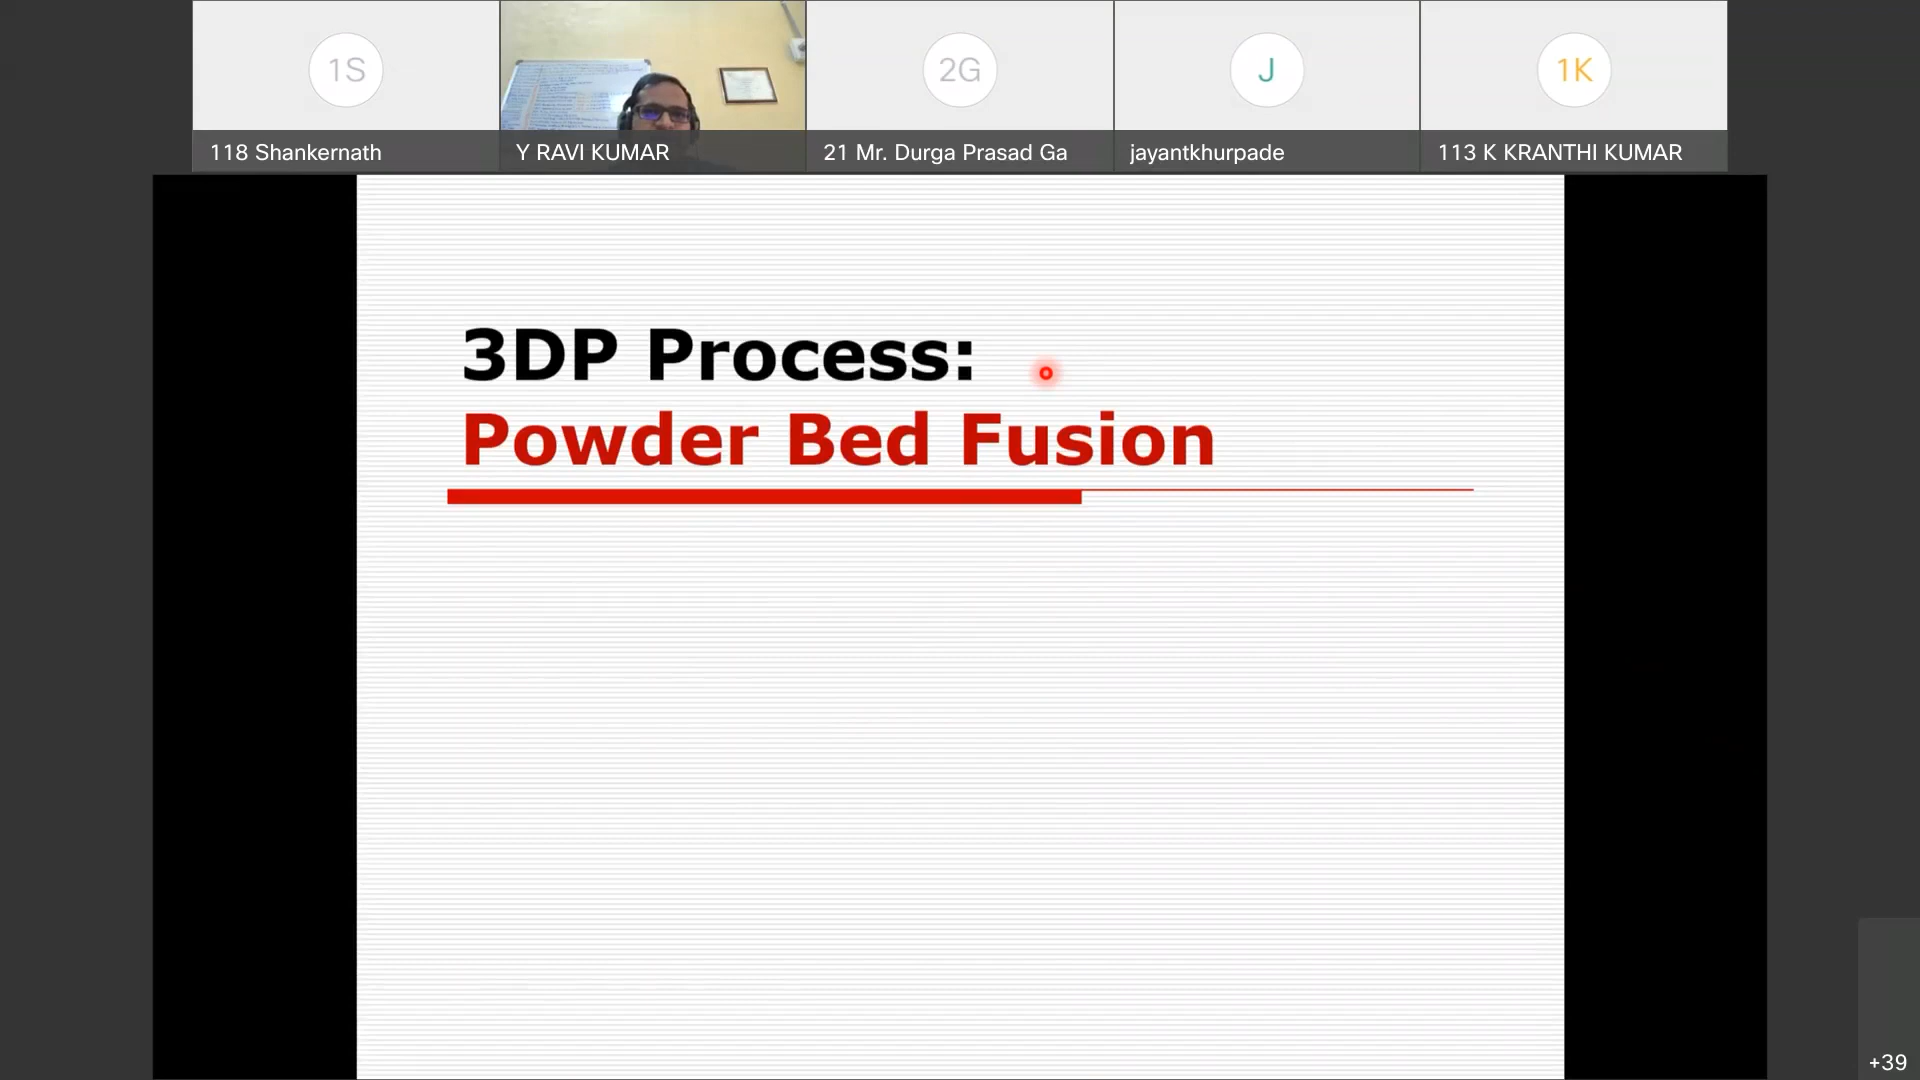 1S
2G
J
1K
118 Shankernath
Y RAVI KUMAR
21 Mr. Durga Prasad Ga
jayantkhurpade
113 K KRANTHI KUMAR
3DP Process:
Powder Bed Fusion
+39